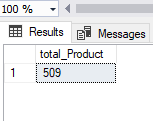 100 %
Results Messages
total_Product
1 509